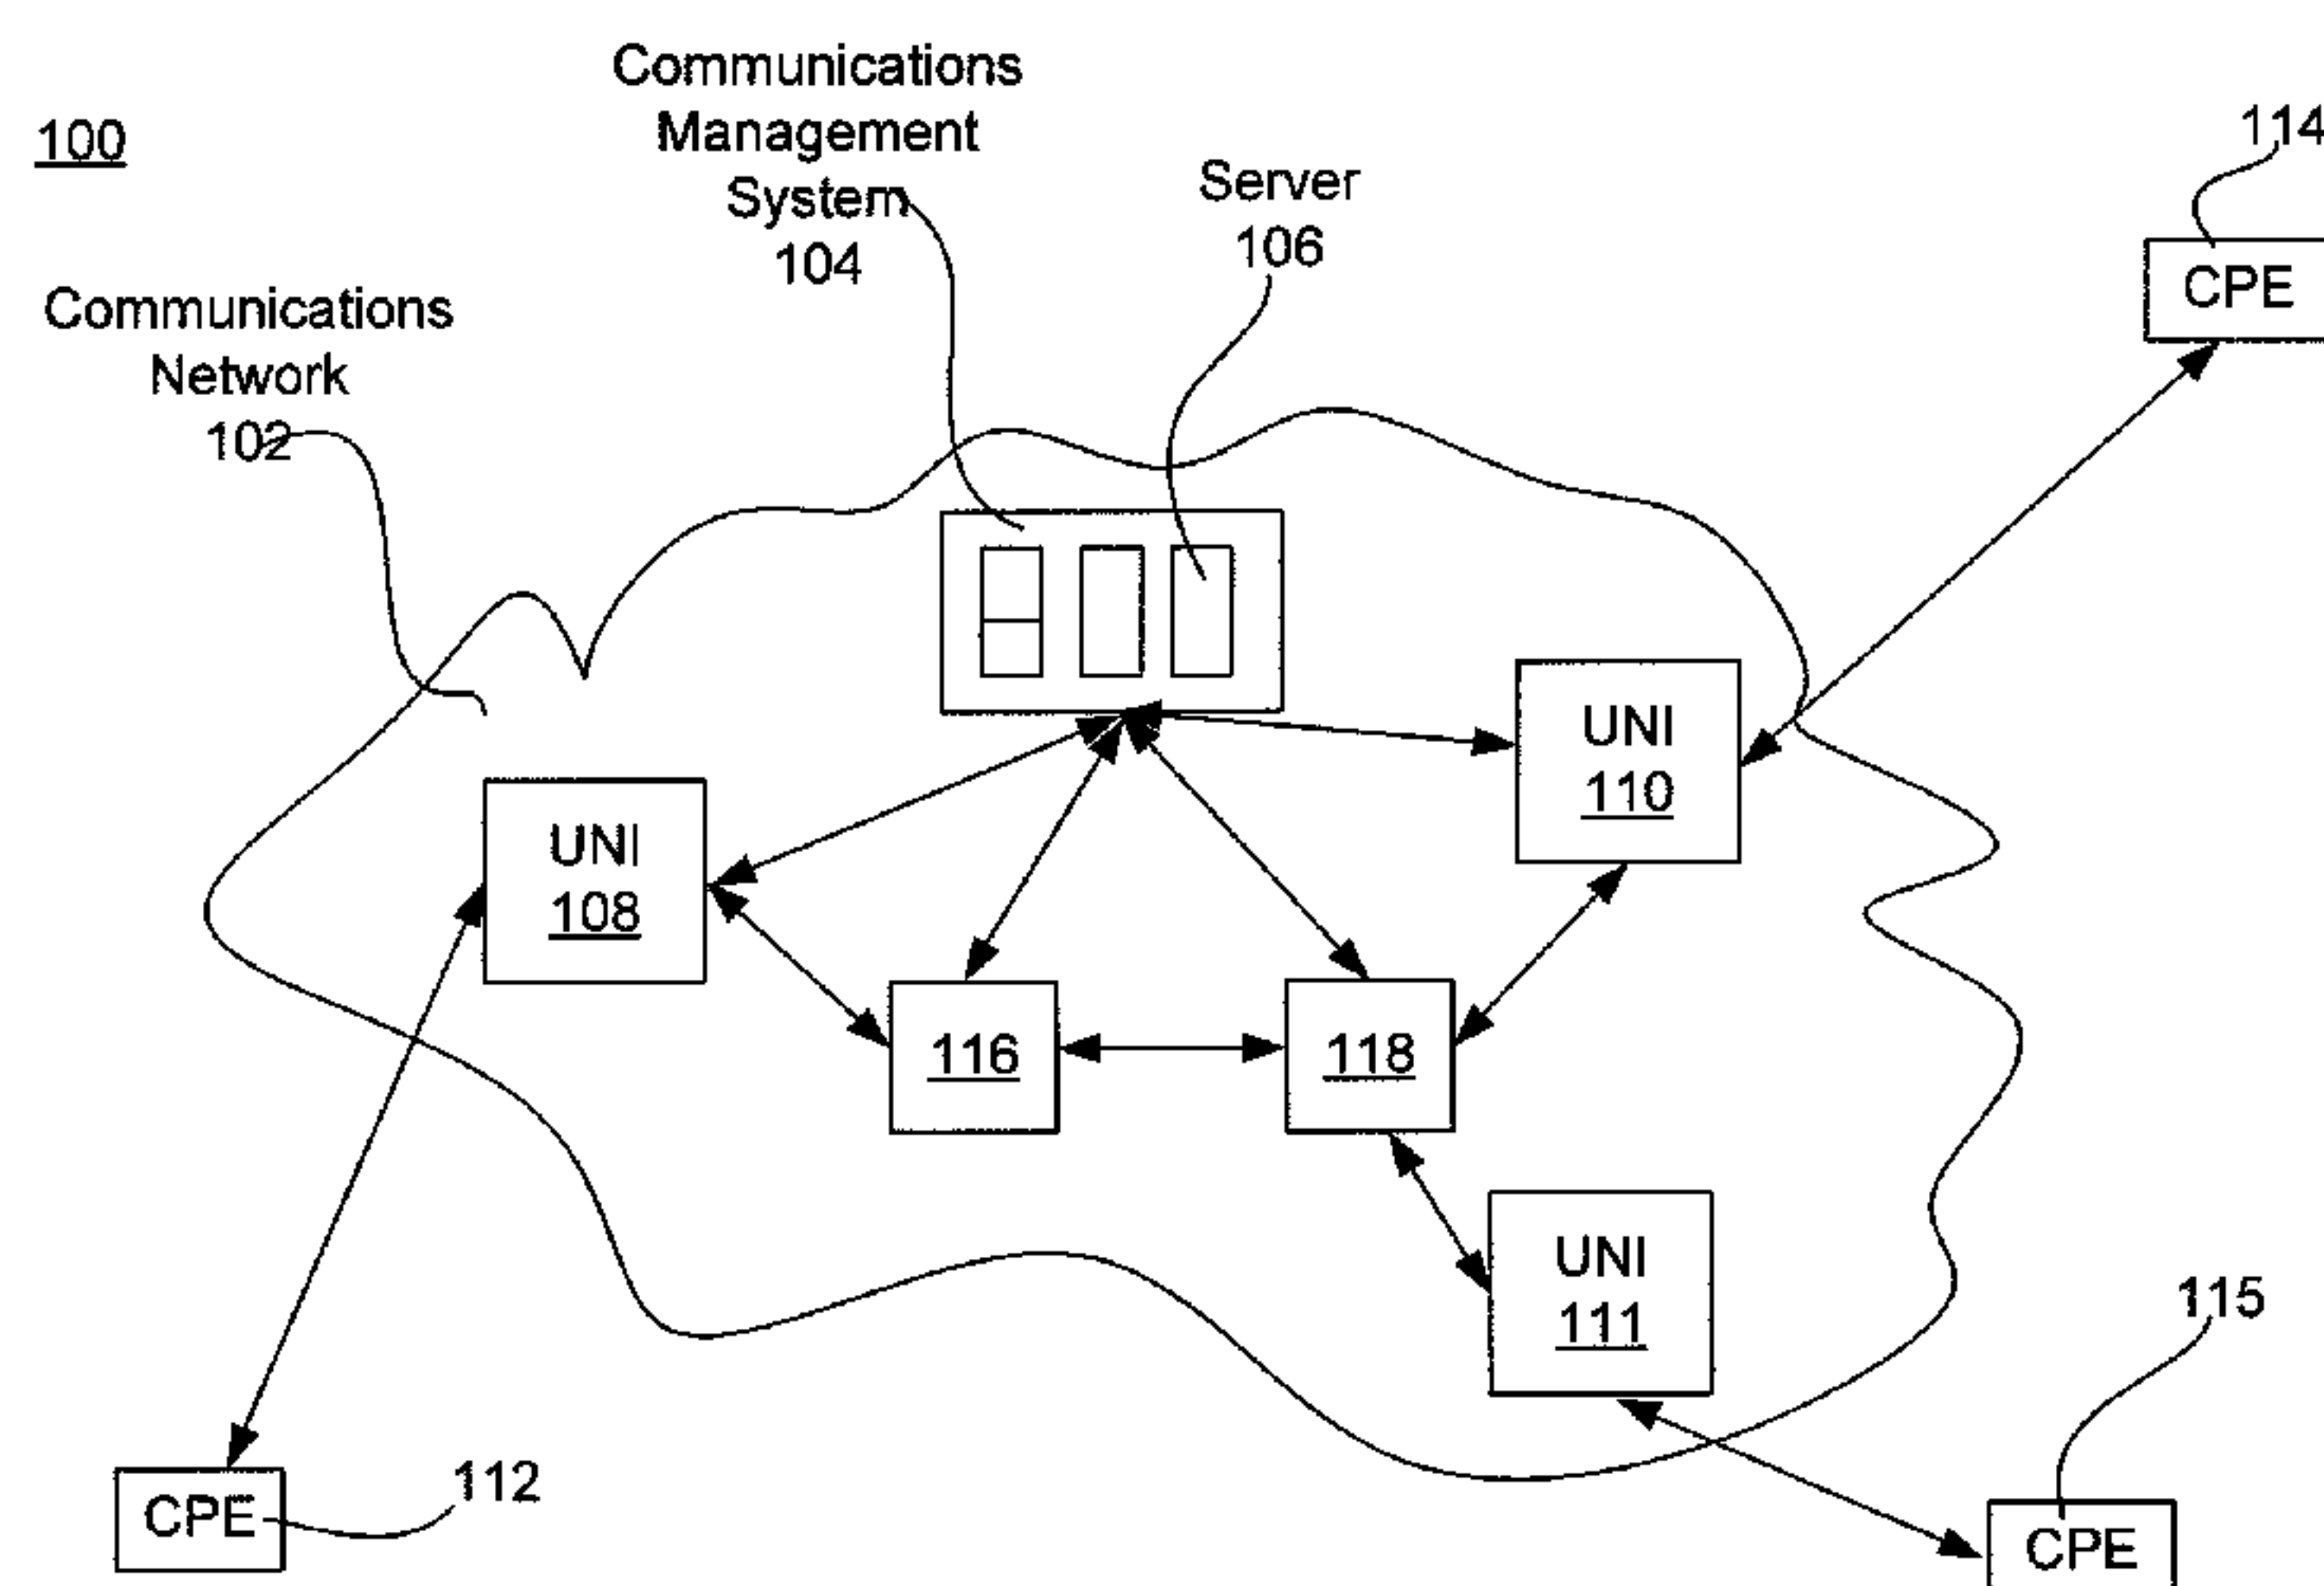 100
Communications
Management
System
104
Server
106
114
CPE
Communications
Network
102
UNI
110
UNI
108
116
118
UNI
111
115
CPE
112
CPE